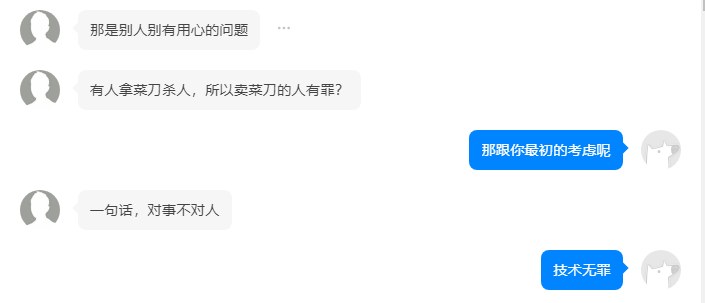 那是别人别有用心的问题
有人拿菜刀杀人，所以卖菜刀的人有罪？
那跟你最初的考虑呢
一句话，对事不对人
技术无罪